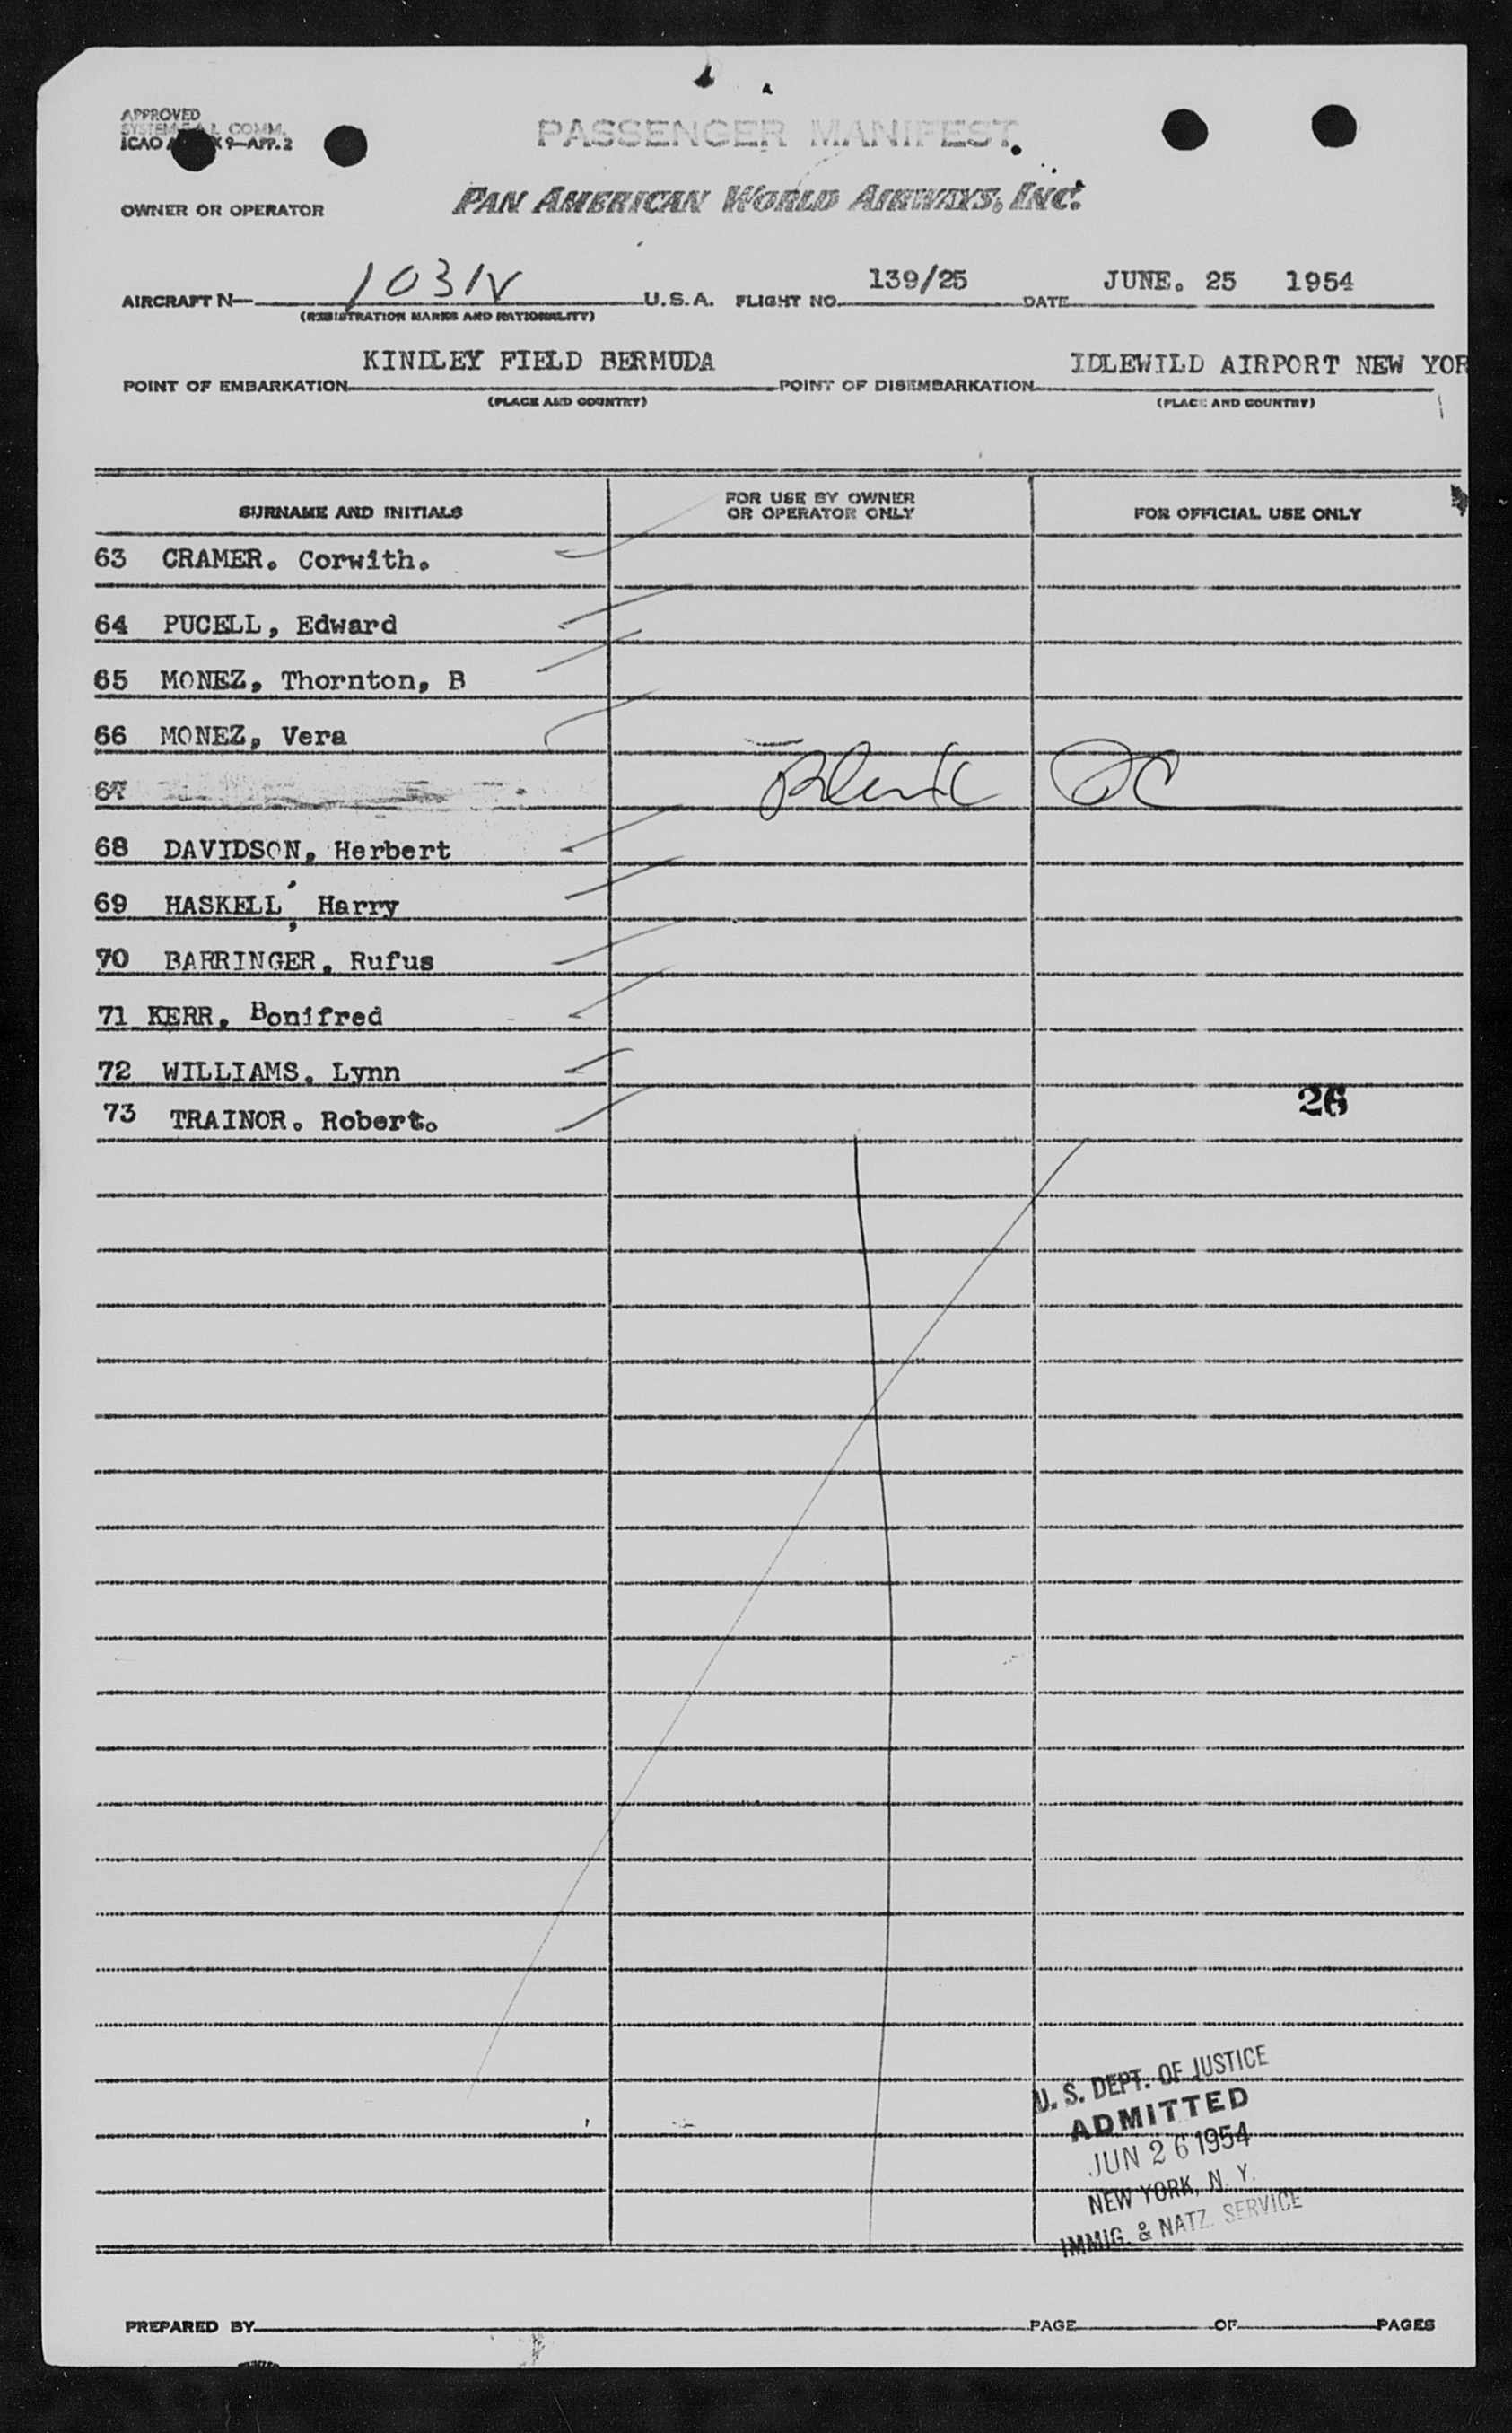 APPROVED
PASSENGER MANIFEST
SYSTEM COMM.
ICAO 9—APP.2
OWNER OR OPERATOR PAN AMERICAN WORLD AIRWAYS, INC.
AIRCRAFT N— 1031V U.S.A. FLIGHT NO. 139/25 DATE JUNE. 25 1954
(REGISTRATION MARKS AND NATIONALITY)
POINT OF EMBARKATION KINDLEY FIELD BERMUDA POINT OF DISEMBARKATION IDLEWILD AIRPORT NEW YOR
(PLACE AND COUNTRY) (PLACE AND COUNTRY)
SURNAME AND INITIALS FOR USE BY OWNER OR OPERATOR ONLY FOR OFFICIAL USE ONLY
63 CRAMER. Corwith.
64 PUCELL, Edward
65 MONEZ, Thornton, B
66 MONEZ, Vera
67 Blank
68 DAVIDSON, Herbert
69 HASKELL, Harry
70 BARRINGER. Rufus
71 KERR. Bonifred
72 WILLIAMS. Lynn
73 TRAINOR. Robert. 26
U. S. DEPT. OF JUSTICE
ADMITTED
JUN 26 1954
NEW YORK, N. Y.
IMMIG. & NATZ. SERVICE
PREPARED BY PAGE OF PAGES